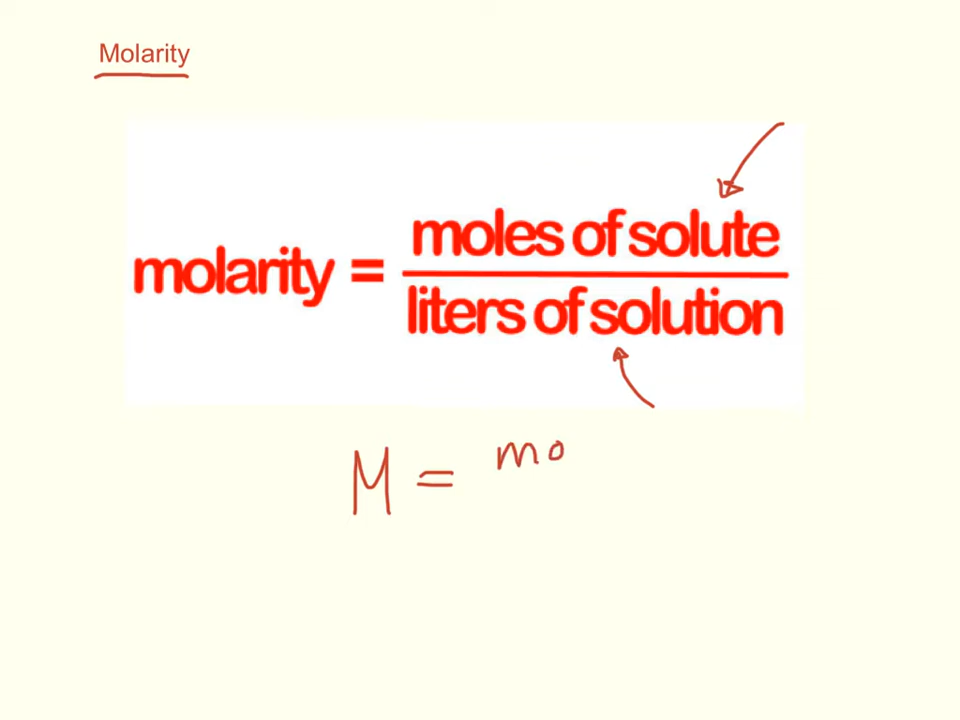 Molarity
moles of solute
molarity =
liters of solution
M = mo